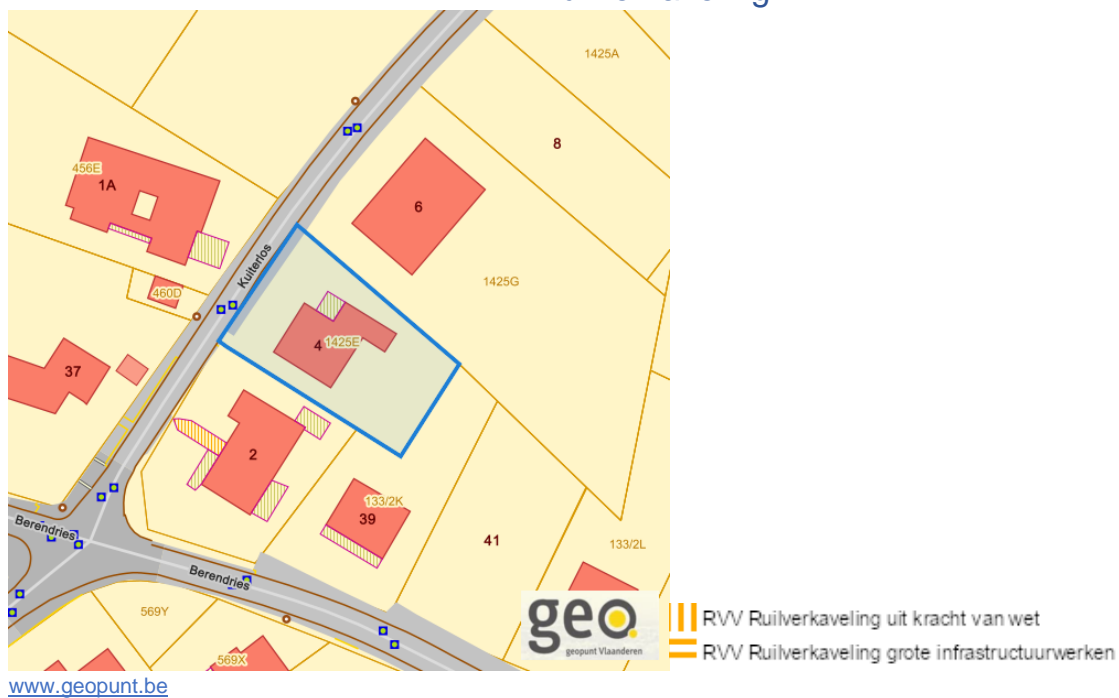 1425A
8
456E
1A
6
Kuiterlos
460D
1425G
4 1425E
37
2
133/2K
39
41
133/2L
Berendries
Berendries
569Y
569X
geo
geopunt Vlaanderen
RVV Ruilverkaveling uit kracht van wet
RVV Ruilverkaveling grote infrastructuurwerken
www.geopunt.be